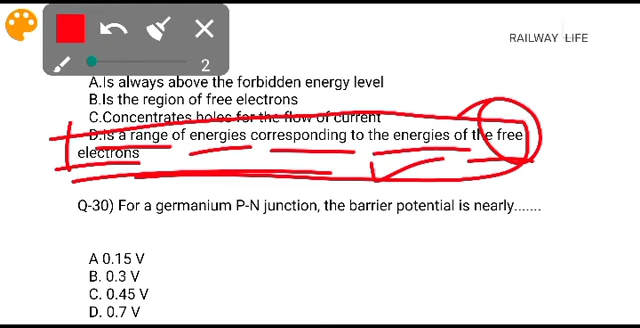 2
RAILWAY LIFE
A.Is always above the forbidden energy level
B.Is the region of free electrons
C.Concentrates holes for the flow of current
D.Is a range of energies corresponding to the energies of the free
electrons
Q-30) For a germanium P-N junction, the barrier potential is nearly.......
A 0.15 V
B. 0.3 V
C. 0.45 V
D. 0.7 V